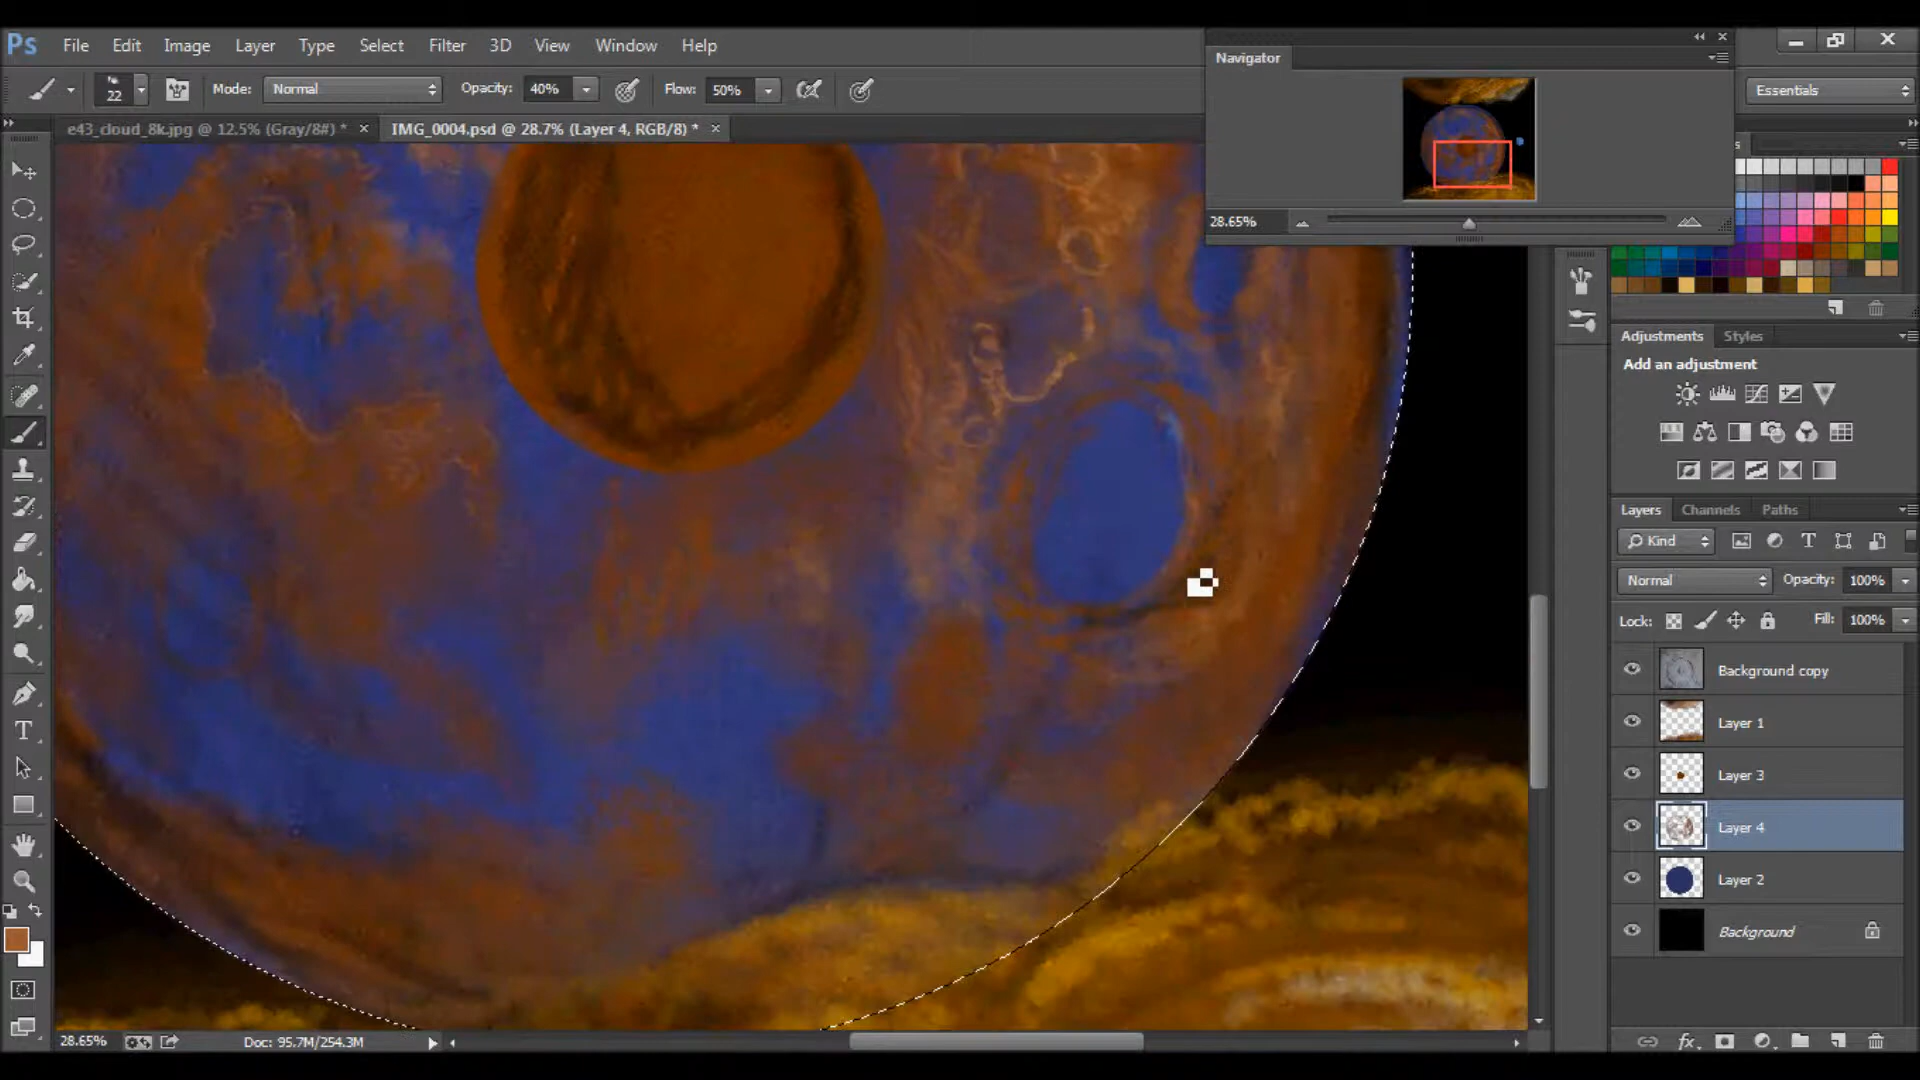 Ps File Edit Image Layer Type Select Filter 3D View Window Help
22 Mode: Normal Opacity: 40% Flow: 50%
Essentials
e43_cloud_8k.jpg @ 12.5% (Gray/8#) * × IMG_0004.psd @ 28.7% (Layer 4, RGB/8) * ×
Navigator
28.65%
Adjustments Styles
Add an adjustment
Layers Channels Paths
Kind
Normal Opacity: 100%
Lock: Fill: 100%
Background copy
Layer 1
Layer 3
Layer 4
Layer 2
Background
28.65% Doc: 95.7M/254.3M
fx